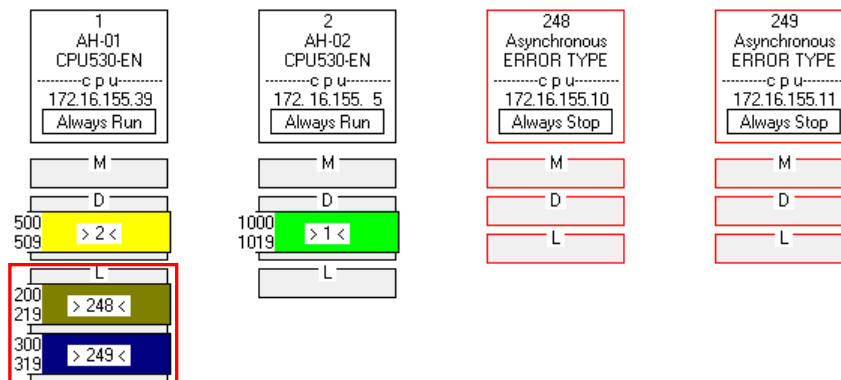 1
AH-01
CPU530-EN
--------c p u--------
172.16.155.39
Always Run
M
D
500
509
> 2 <
L
200
219
> 248 <
300
319
> 249 <
2
AH-02
CPU530-EN
--------c p u--------
172. 16.155.  5
Always Run
M
D
1000
1019
> 1 <
L
248
Asynchronous
ERROR TYPE
--------c p u--------
172.16.155.10
Always Stop
M
D
L
249
Asynchronous
ERROR TYPE
--------c p u--------
172.16.155.11
Always Stop
M
D
L